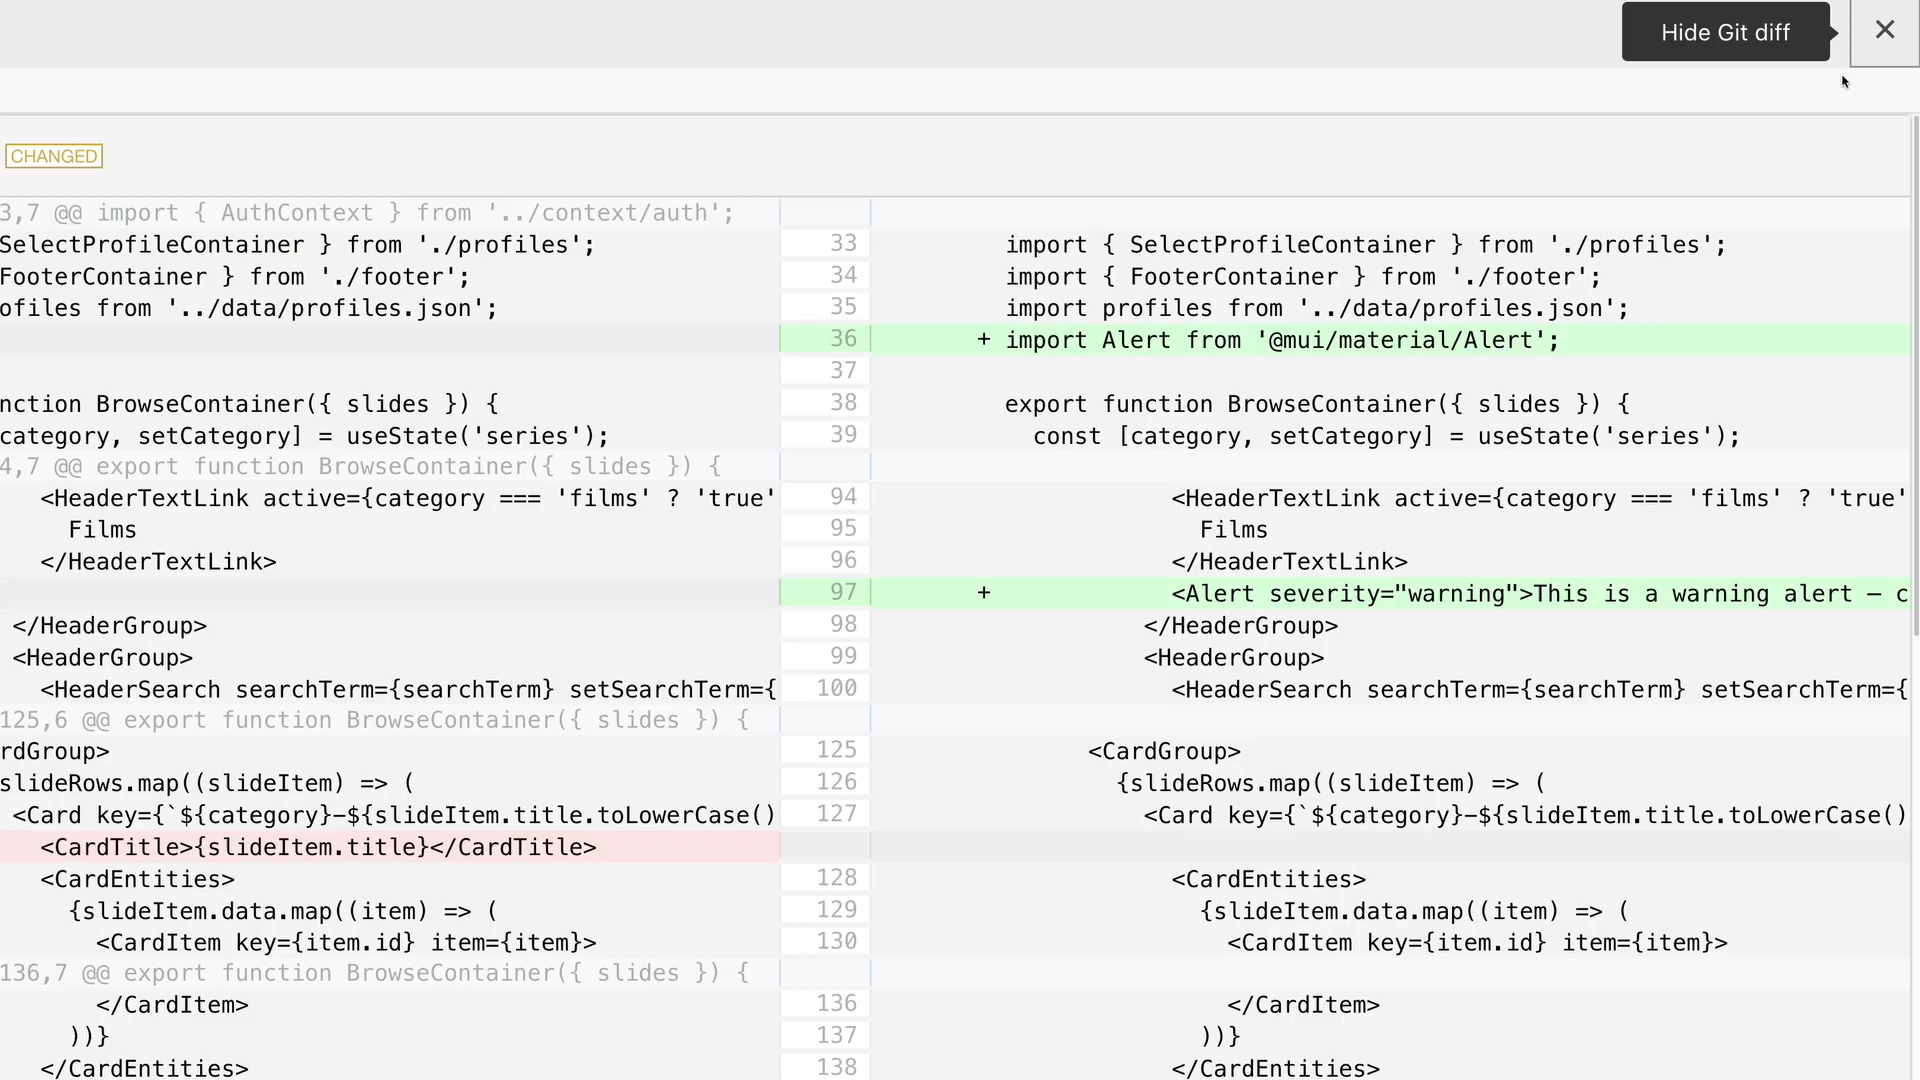 Hide Git diff
CHANGED
3,7 @@ import { AuthContext } from '../context/auth';
SelectProfileContainer } from './profiles'; 33 import { SelectProfileContainer } from './profiles';
FooterContainer } from './footer'; 34 import { FooterContainer } from './footer';
ofiles from '../data/profiles.json'; 35 import profiles from '../data/profiles.json';
36 + import Alert from '@mui/material/Alert';
37
nction BrowseContainer({ slides }) { 38 export function BrowseContainer({ slides }) {
category, setCategory] = useState('series'); 39 const [category, setCategory] = useState('series');
4,7 @@ export function BrowseContainer({ slides }) {
<HeaderTextLink active={category === 'films' ? 'true' 94 <HeaderTextLink active={category === 'films' ? 'true'
Films 95 Films
</HeaderTextLink> 96 </HeaderTextLink>
97 + <Alert severity="warning">This is a warning alert — c
</HeaderGroup> 98 </HeaderGroup>
<HeaderGroup> 99 <HeaderGroup>
<HeaderSearch searchTerm={searchTerm} setSearchTerm={ 100 <HeaderSearch searchTerm={searchTerm} setSearchTerm={
125,6 @@ export function BrowseContainer({ slides }) {
rdGroup> 125 <CardGroup>
slideRows.map((slideItem) => ( 126 {slideRows.map((slideItem) => (
<Card key={`${category}-${slideItem.title.toLowerCase() 127 <Card key={`${category}-${slideItem.title.toLowerCase()
<CardTitle>{slideItem.title}</CardTitle>
<CardEntities> 128 <CardEntities>
{slideItem.data.map((item) => ( 129 {slideItem.data.map((item) => (
<CardItem key={item.id} item={item}> 130 <CardItem key={item.id} item={item}>
136,7 @@ export function BrowseContainer({ slides }) {
</CardItem> 136 </CardItem>
))} 137 ))}
</CardEntities> 138 </CardEntities>